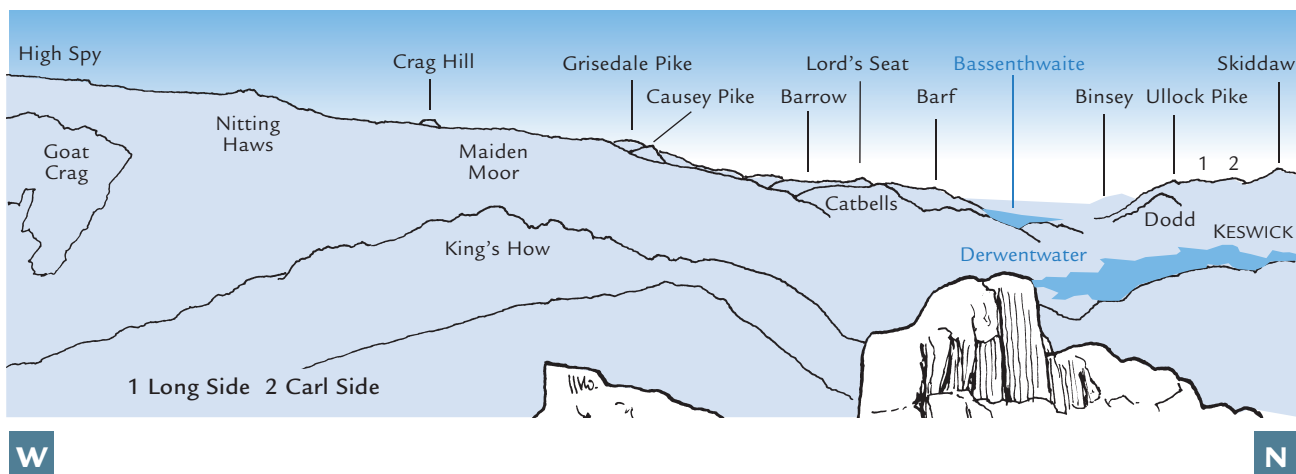 High Spy
Crag Hill
Grisedale Pike
Lord's Seat
Bassenthwaite
Skiddaw
Causey Pike
Barrow
Barf
Binsey
Ullock Pike
Nitting
Haws
Goat
Crag
Maiden
Moor
1 2
Catbells
Dodd
KESWICK
King's How
Derwentwater
1 Long Side 2 Carl Side
W
N